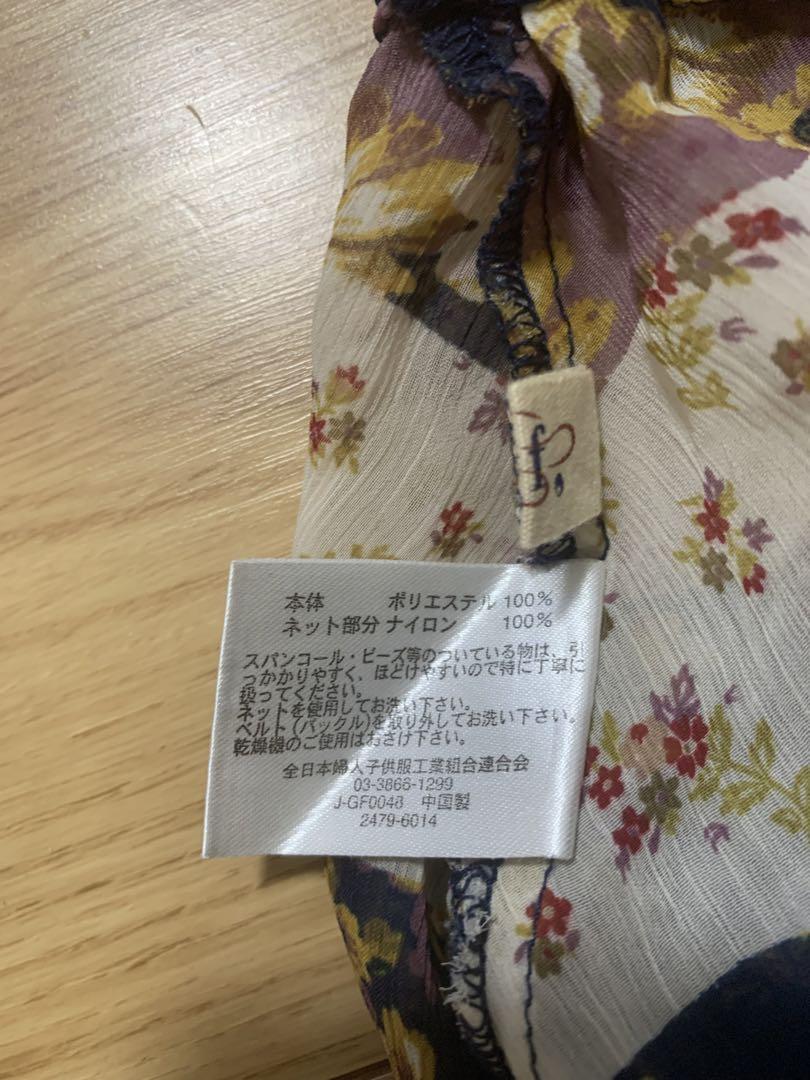 本体　ポリエステル 100%
ネット部分 ナイロン　100%
スパンコール・ビーズ等のついている物は、引
っかかりやすく、ほどけやすいので特に丁寧に
扱ってください。
ネットを使用してお洗い下さい。
ベルト(バックル)を取り外してお洗い下さい。
乾燥機のご使用はおさけ下さい。
全日本婦人子供服工業組合連合会
03-3866-1299
J-GF0048　中国製
2479-6014